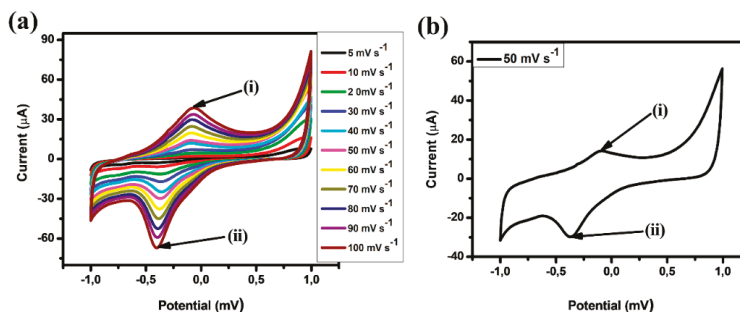 (a)
90
60
30
0
-30
-60
Current (µA)
-1,0
-0,5
0,0
0,5
1,0
Potential (mV)
(i)
(ii)
5 mV s-1
10 mV s-1
2 0mV s-1
30 mV s-1
40 mV s-1
50 mV s-1
60 mV s-1
70 mV s-1
80 mV s-1
90 mV s-1
100 mV s-1
(b)
50 mV s-1
60
40
20
0
-20
-40
Current (µA)
-1,0
-0,5
0,0
0,5
1,0
Potential (mV)
(i)
(ii)